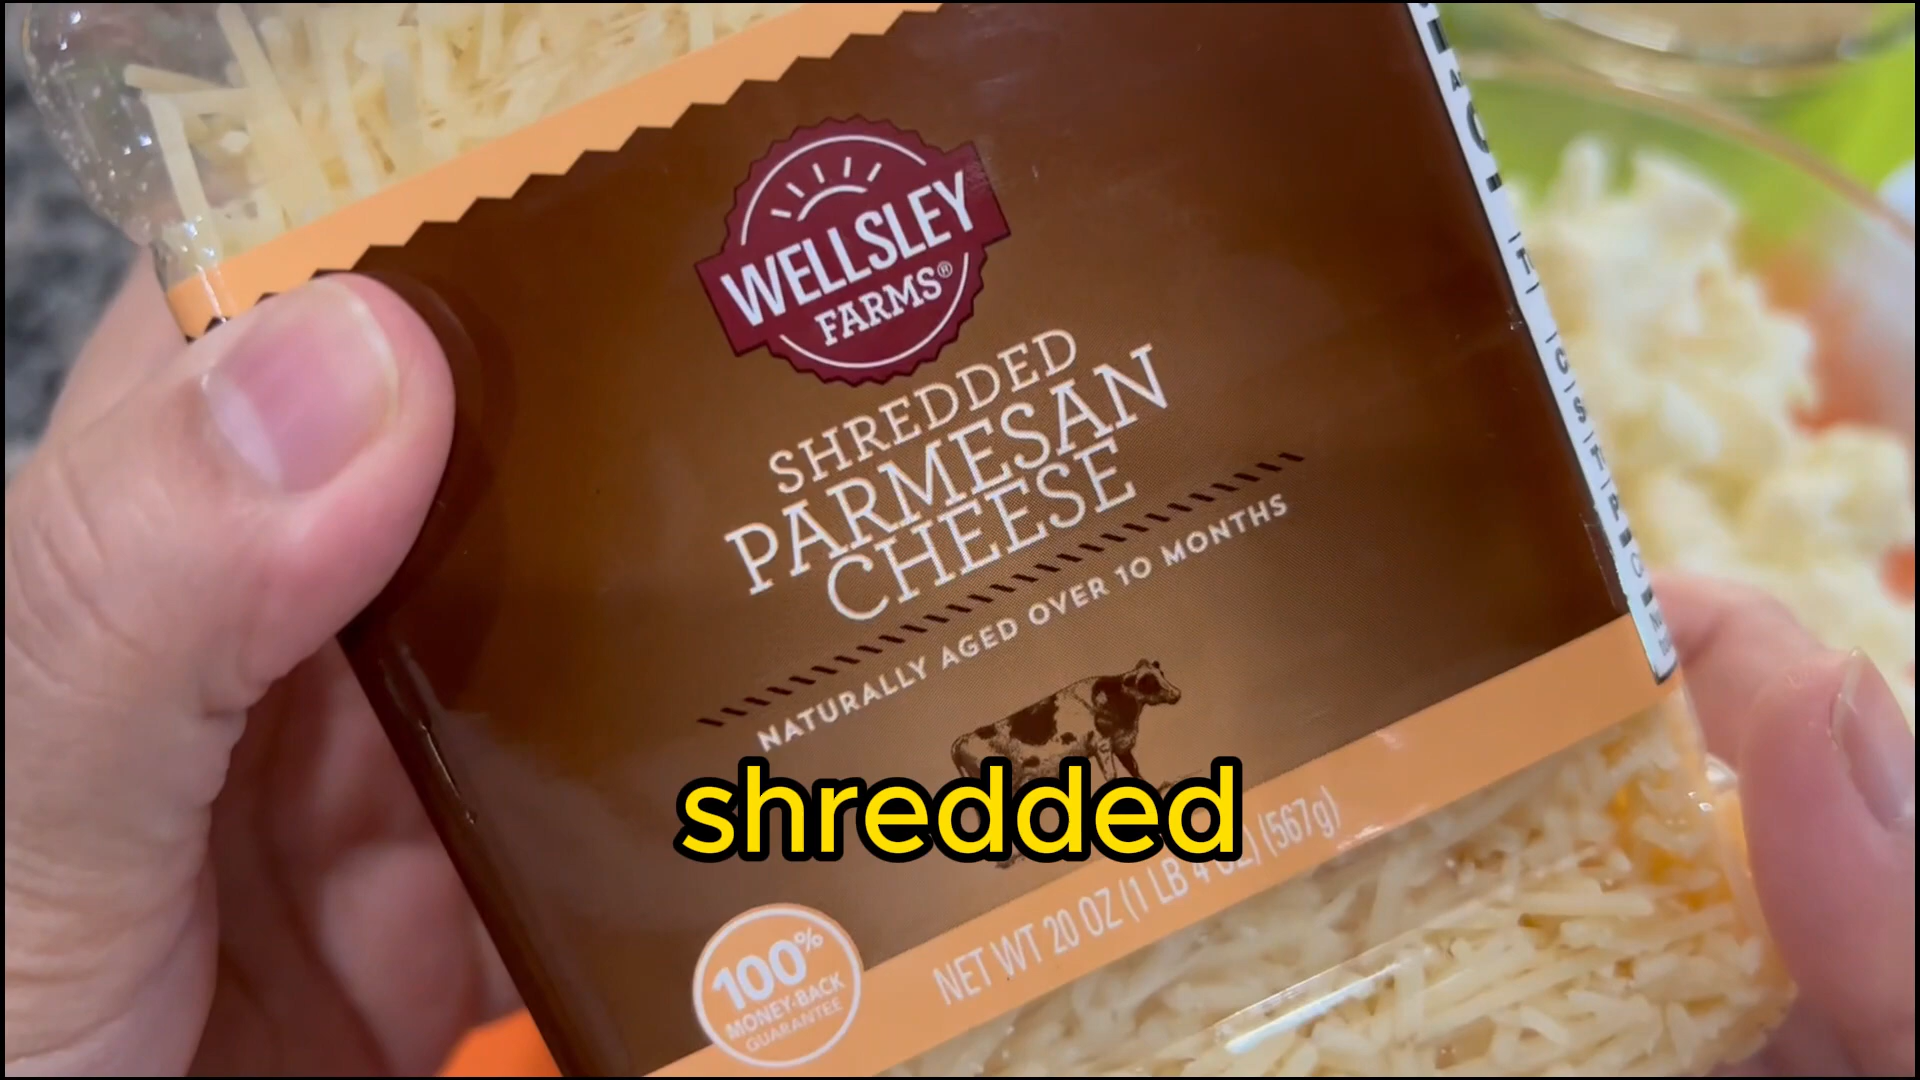 WELLSLEY
FARMS®
SHREDDED
PARMESAN
CHEESE
NATURALLY AGED OVER 10 MONTHS
shredded
NET WT 20 OZ (1 LB 4 OZ) (567g)
100%
MONEY-BACK
GUARANTEE